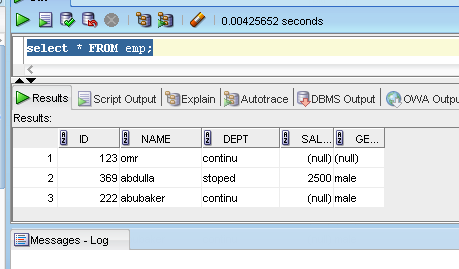 0.00425652 seconds
select * FROM emp;
Results Script Output Explain Autotrace DBMS Output OWA Outpu
Results:
ID NAME DEPT SAL... GE...
1 123 omr continu (null) (null)
2 369 abdulla stoped 2500 male
3 222 abubaker continu (null) male
Messages - Log